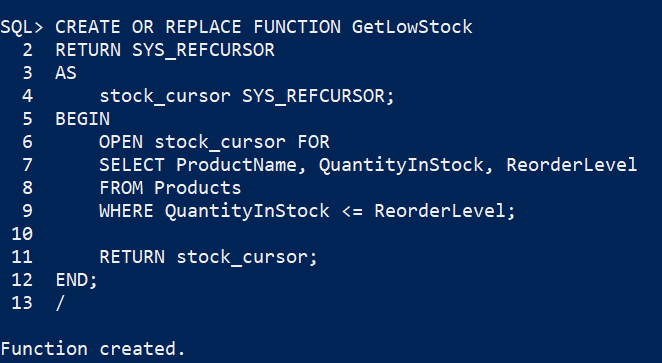 SQL> CREATE OR REPLACE FUNCTION GetLowStock
  2  RETURN SYS_REFCURSOR
  3  AS
  4      stock_cursor SYS_REFCURSOR;
  5  BEGIN
  6      OPEN stock_cursor FOR
  7      SELECT ProductName, QuantityInStock, ReorderLevel
  8      FROM Products
  9      WHERE QuantityInStock <= ReorderLevel;
 10
 11      RETURN stock_cursor;
 12  END;
 13  /
Function created.